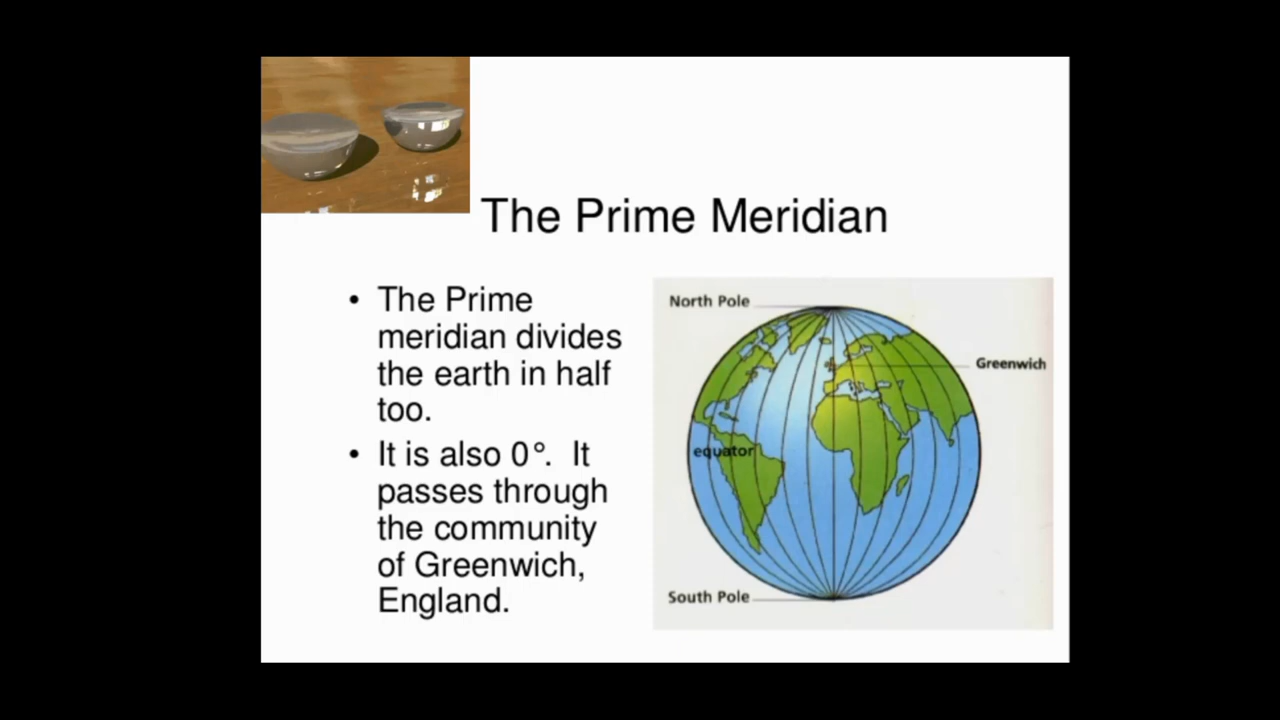 The Prime Meridian
• The Prime
meridian divides
the earth in half
too.
• It is also 0°. It
passes through
the community
of Greenwich,
England.
North Pole
Greenwich
equator
South Pole